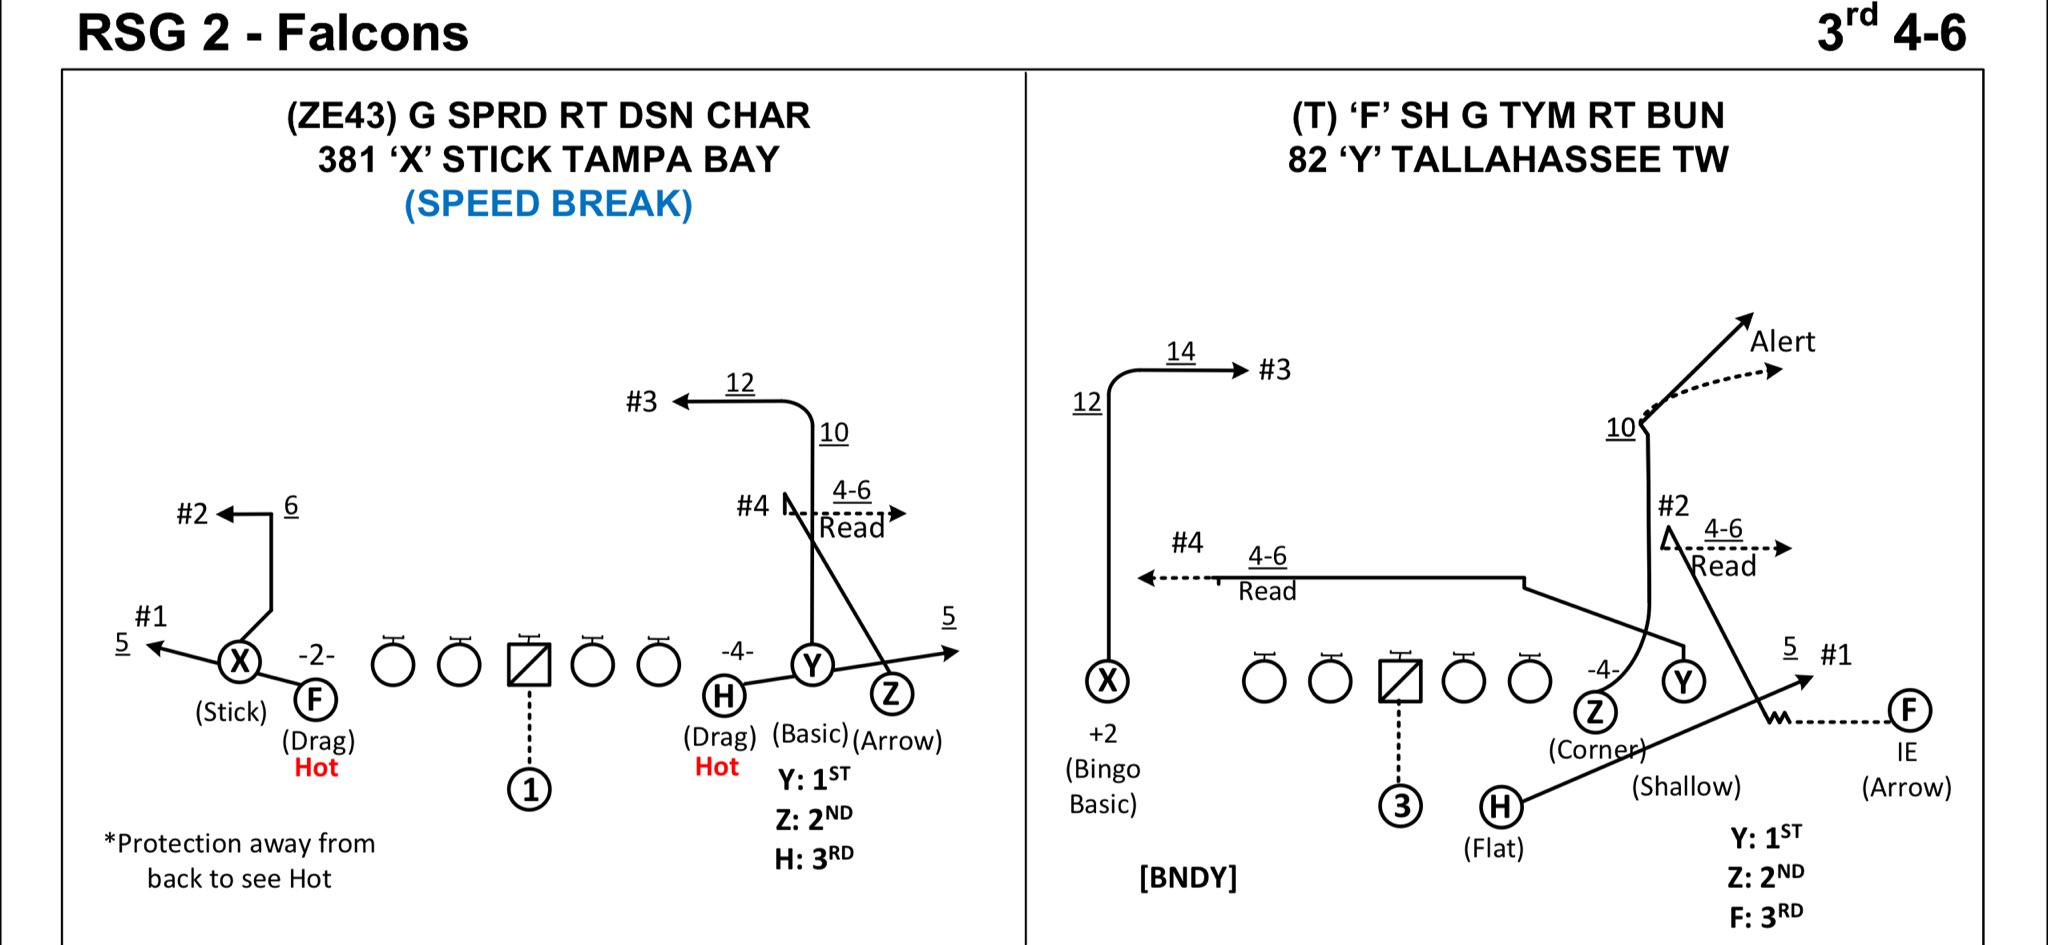 RSG 2 - Falcons
3rd 4-6
(ZE43) G SPRD RT DSN CHAR
381 ‘X’ STICK TAMPA BAY
(SPEED BREAK)
#3
12
10
#4
4-6
Read
#2
6
#1
5
5
X
-2-
F
-4-
H
Y
Z
(Stick)
(Drag)
Hot
(Drag)
Hot
(Basic)
(Arrow)
1
Y: 1ST
Z: 2ND
H: 3RD
*Protection away from
back to see Hot
(T) ‘F’ SH G TYM RT BUN
82 ‘Y’ TALLAHASSEE TW
Alert
14
#3
12
10
#2
4-6
Read
#4
4-6
Read
5
#1
X
-4-
Z
Y
F
+2
(Bingo
Basic)
(Corner)
IE
(Shallow)
(Arrow)
3
H
(Flat)
[BNDY]
Y: 1ST
Z: 2ND
F: 3RD